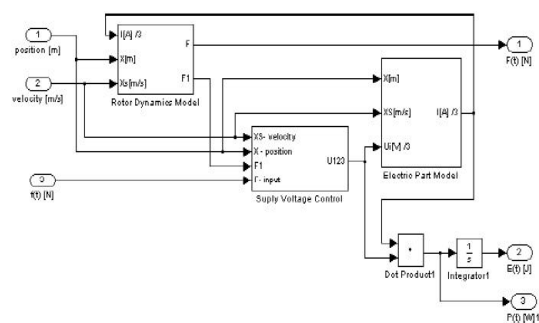 1
position [m]
2
velocity [m/s]
I[A] /3
X[m]
Xs[m/s]
F
F1
Rotor Dynamics Model
1
F(t) [N]
X[m]
XS[m/s]
Ui[V] /3
I[A] /3
Electric Part Model
XS- velocity
X - position
F1
F- input
U123
Suply Voltage Control
f(t) [N]
Dot Product1
1
s
Integrator1
2
E(t) [J]
3
P(t) [W]1